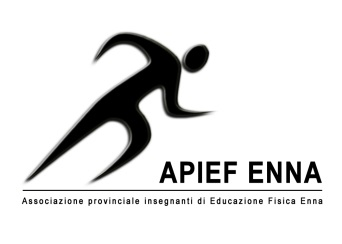 APIEF ENNA
Associazione provinciale insegnanti di Educazione Fisica Enna